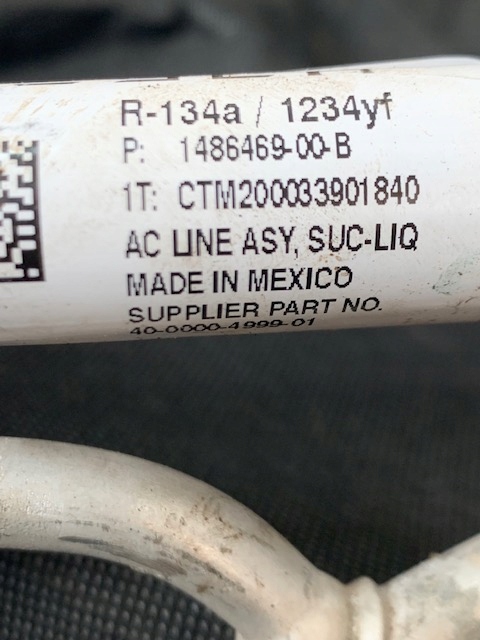 R-134a / 1234yf
P: 1486469-00-B
1T: CTM200033901840
AC LINE ASY, SUC-LIQ
MADE IN MEXICO
SUPPLIER PART NO.
40-0000-4999-01